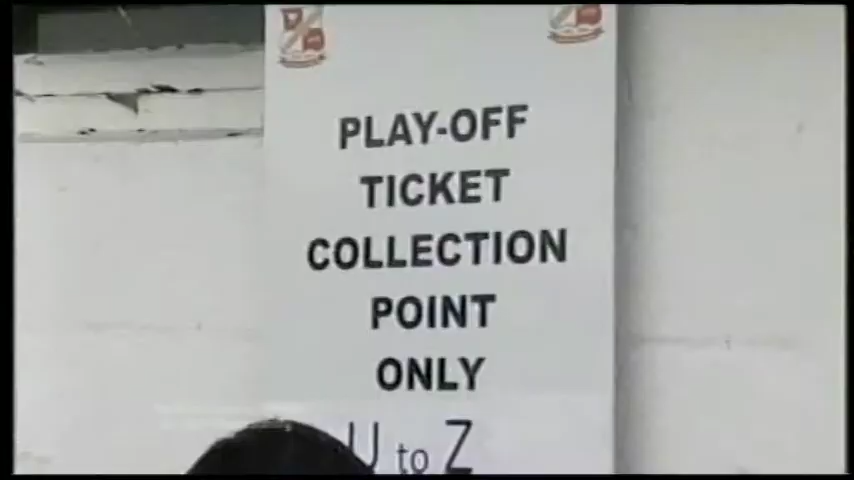 PLAY-OFF
TICKET
COLLECTION
POINT
ONLY
U to Z